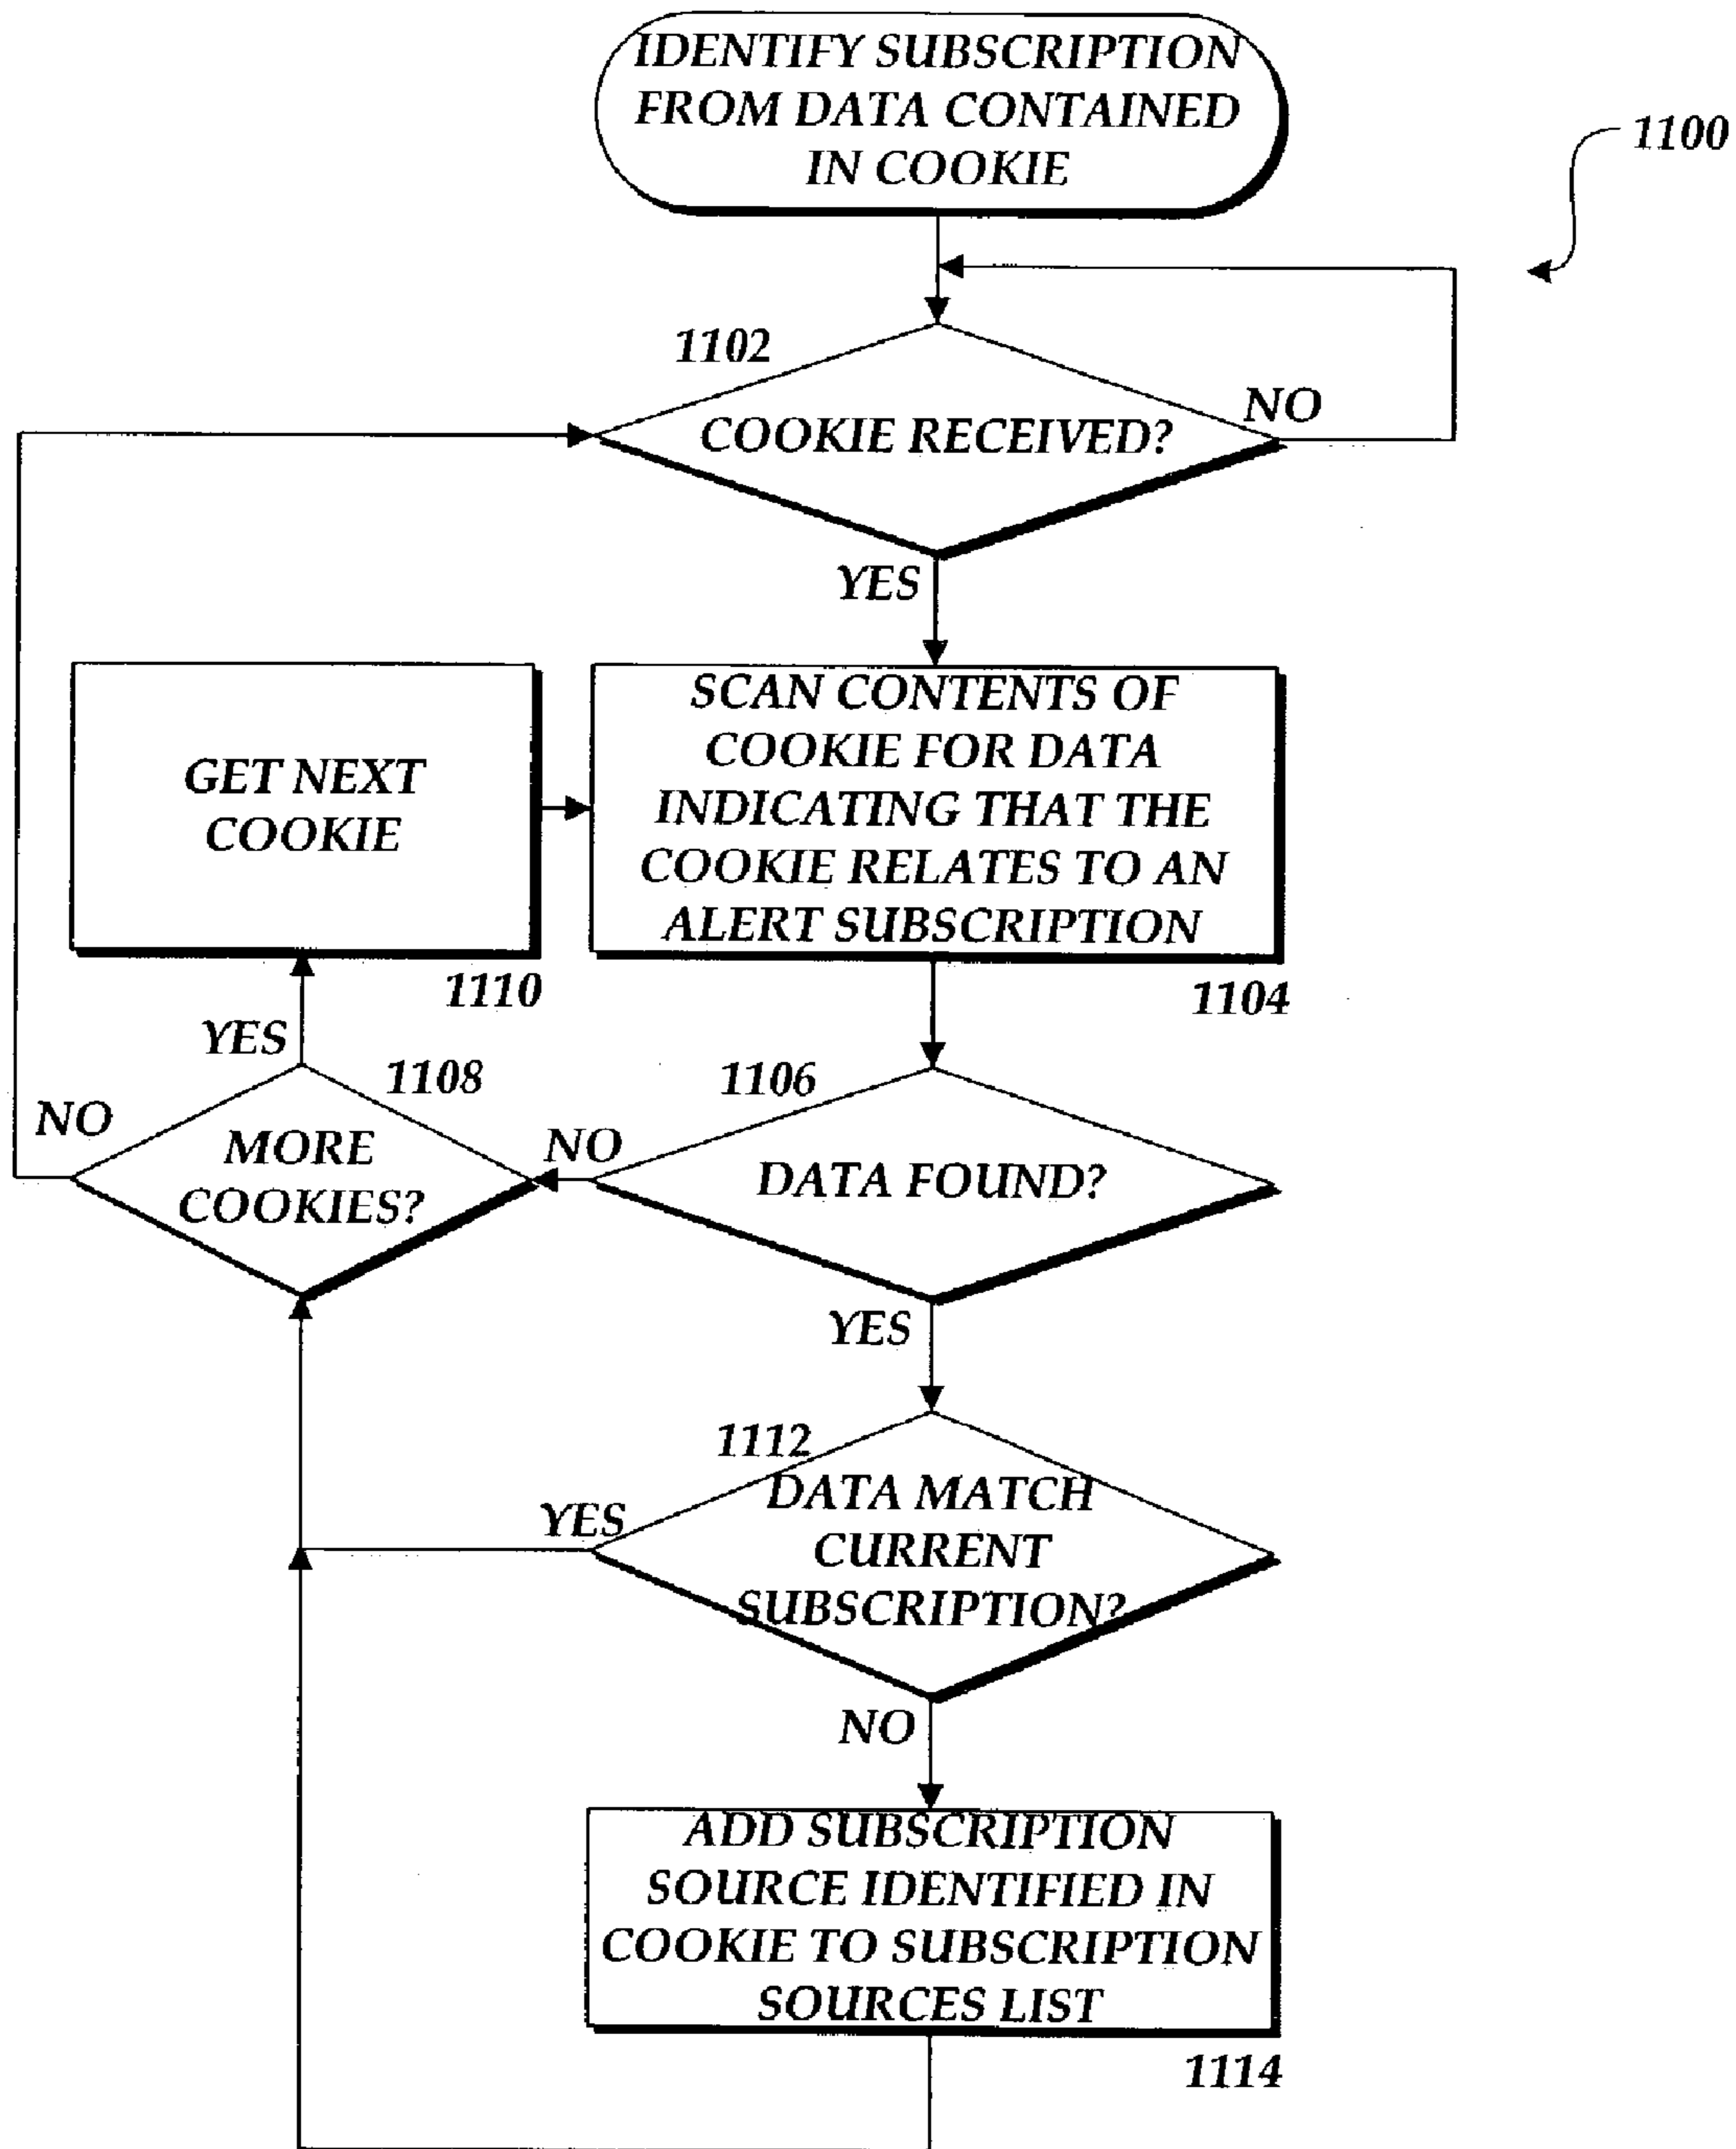 IDENTIFY SUBSCRIPTION
FROM DATA CONTAINED
IN COOKIE
1100
1102
NO
COOKIE RECEIVED?
YES
GET NEXT
COOKIE
1110
SCAN CONTENTS OF
COOKIE FOR DATA
INDICATING THAT THE
COOKIE RELATES TO AN
ALERT SUBSCRIPTION
1104
YES
1108
NO
MORE
COOKIES?
1106
NO
DATA FOUND?
YES
1112
YES
DATA MATCH
CURRENT
SUBSCRIPTION?
NO
ADD SUBSCRIPTION
SOURCE IDENTIFIED IN
COOKIE TO SUBSCRIPTION
SOURCES LIST
1114